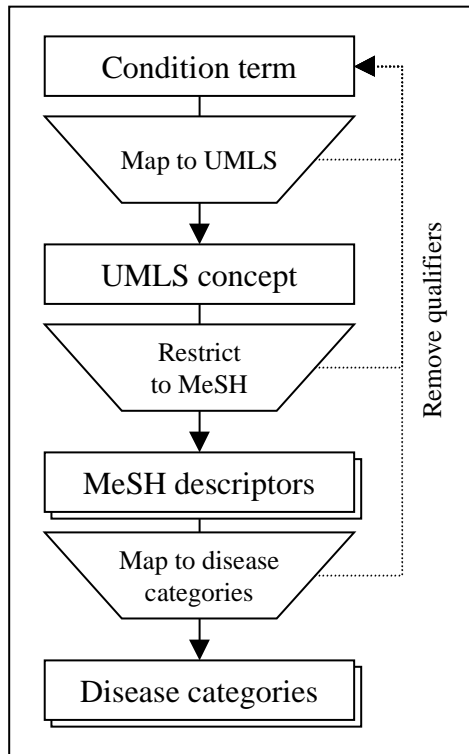 Condition term
Map to UMLS
UMLS concept
Restrict
to MeSH
MeSH descriptors
Map to disease
categories
Disease categories
Remove qualifiers